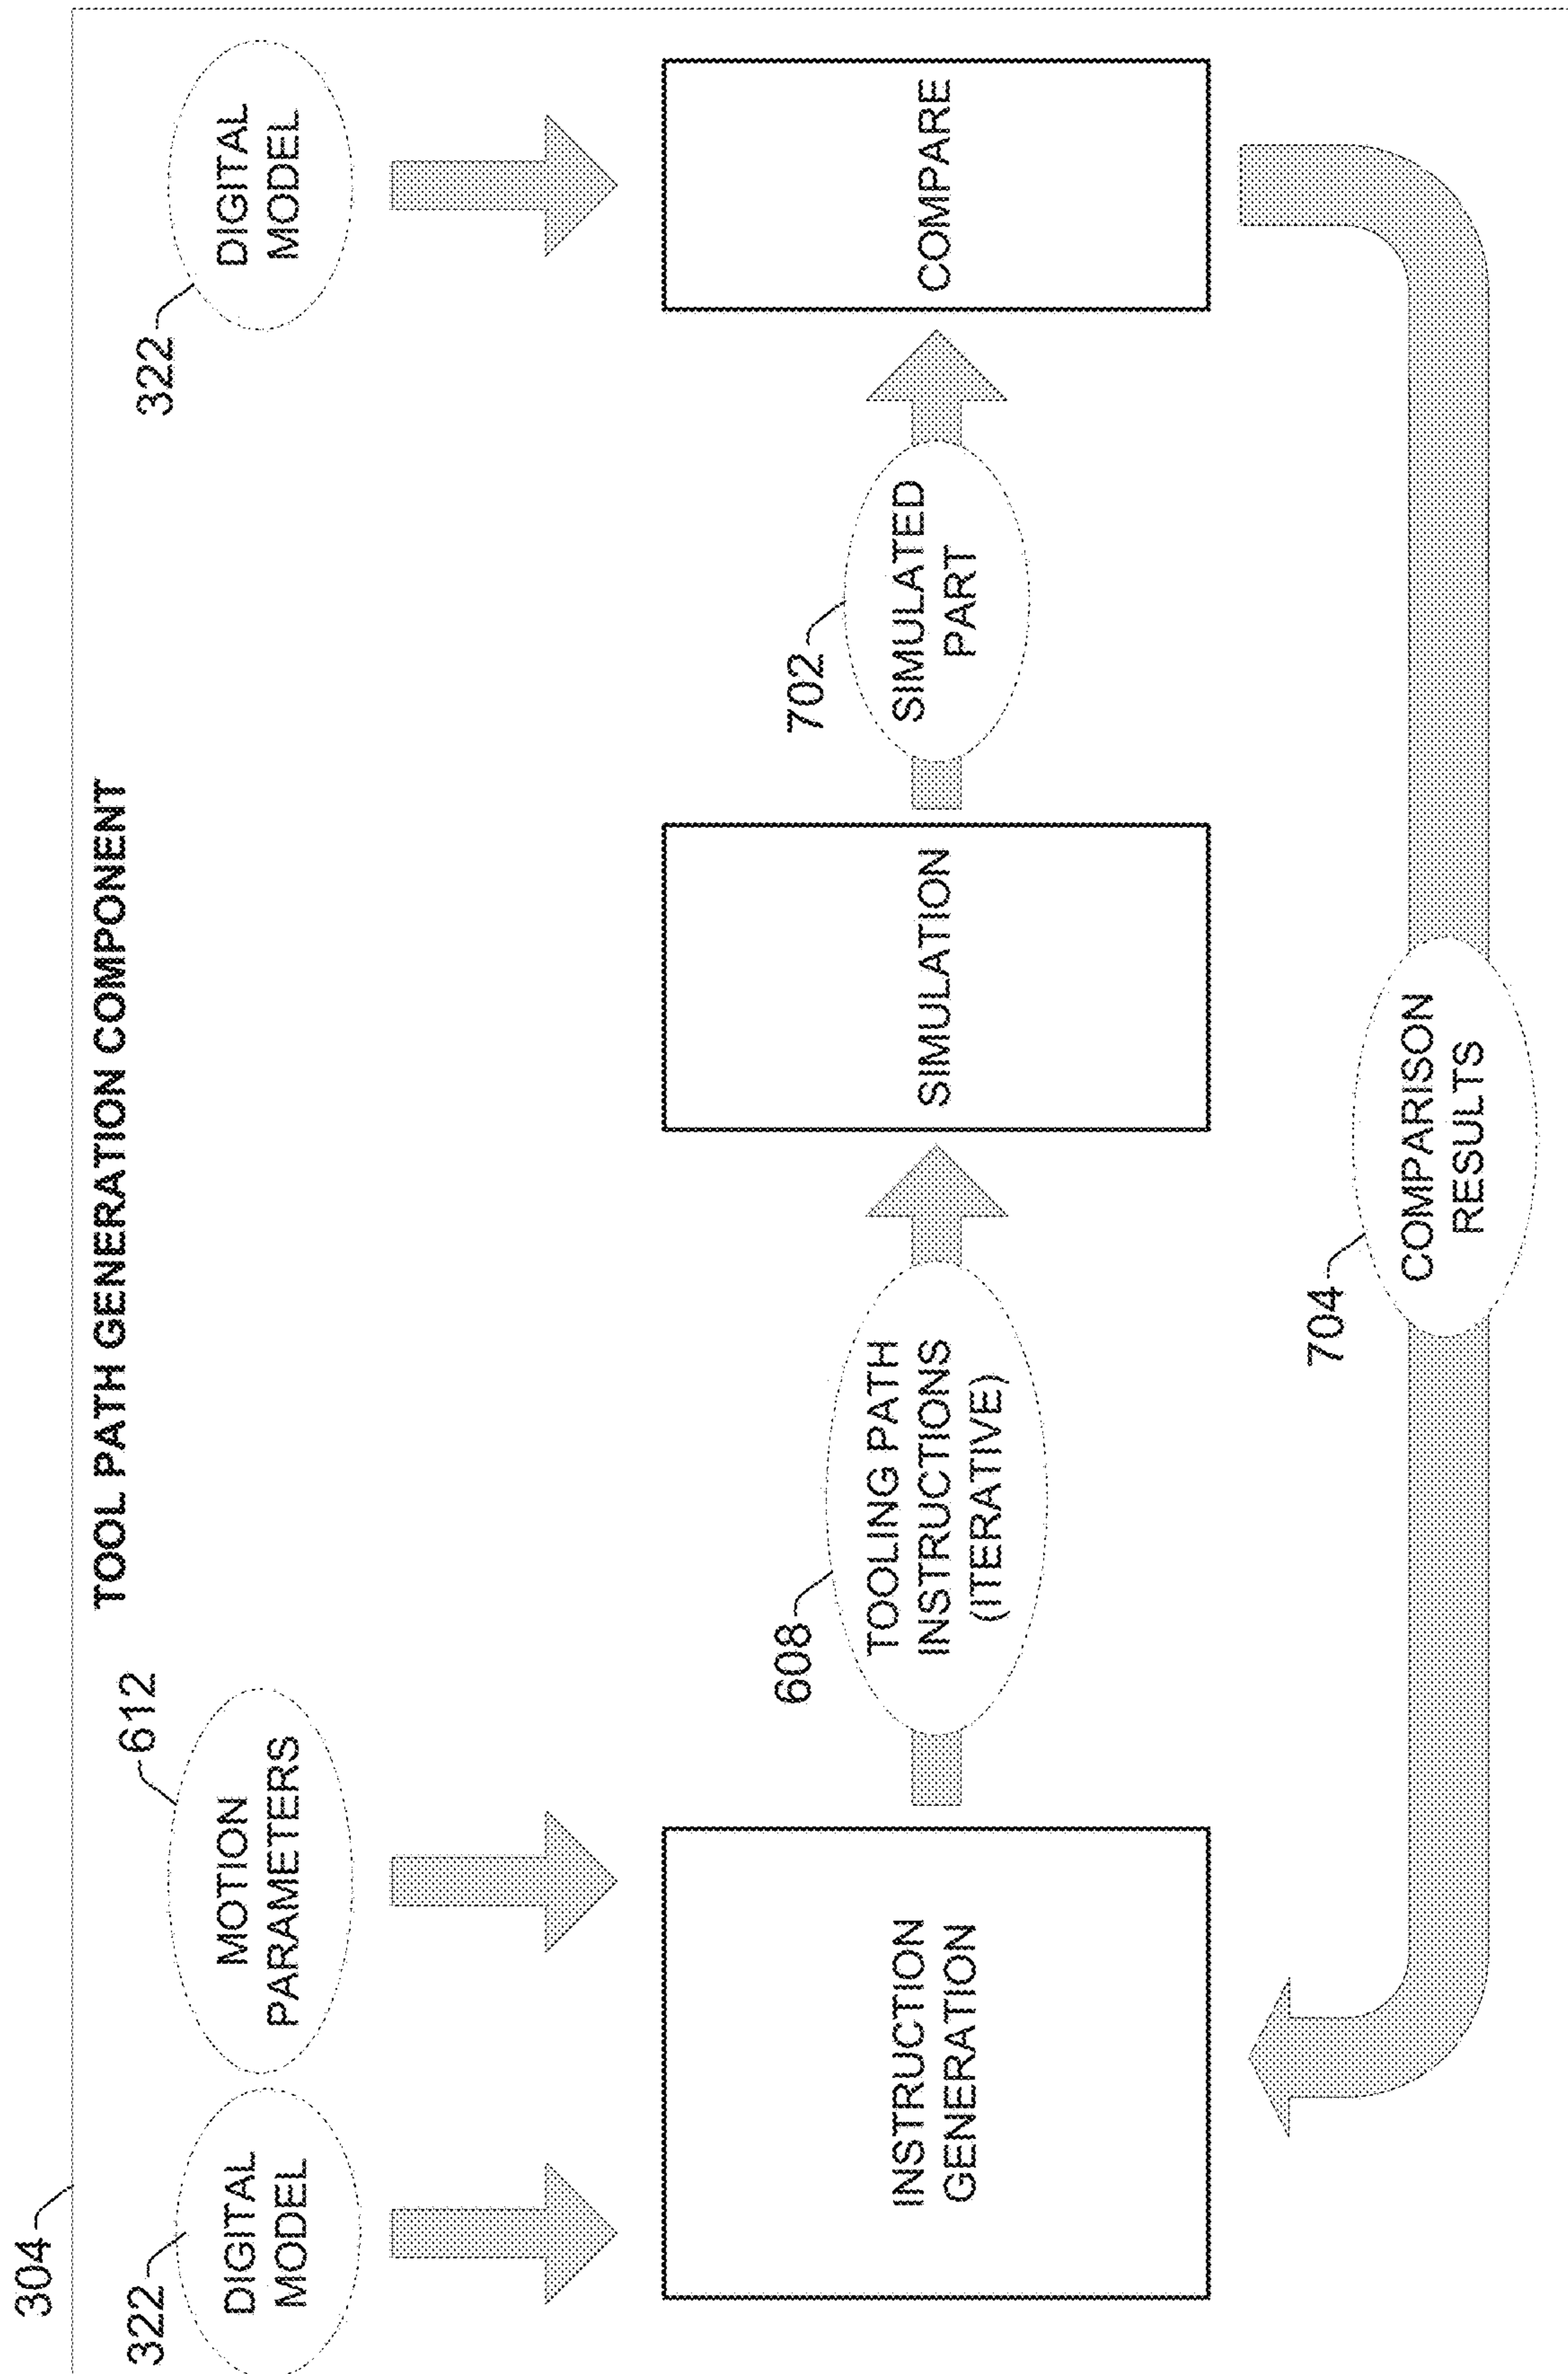 304
TOOL PATH GENERATION COMPONENT
322
DIGITAL
MODEL
612
MOTION
PARAMETERS
322
DIGITAL
MODEL
INSTRUCTION
GENERATION
608
TOOLING PATH
INSTRUCTIONS
(ITERATIVE)
SIMULATION
702
SIMULATED
PART
COMPARE
704
COMPARISON
RESULTS